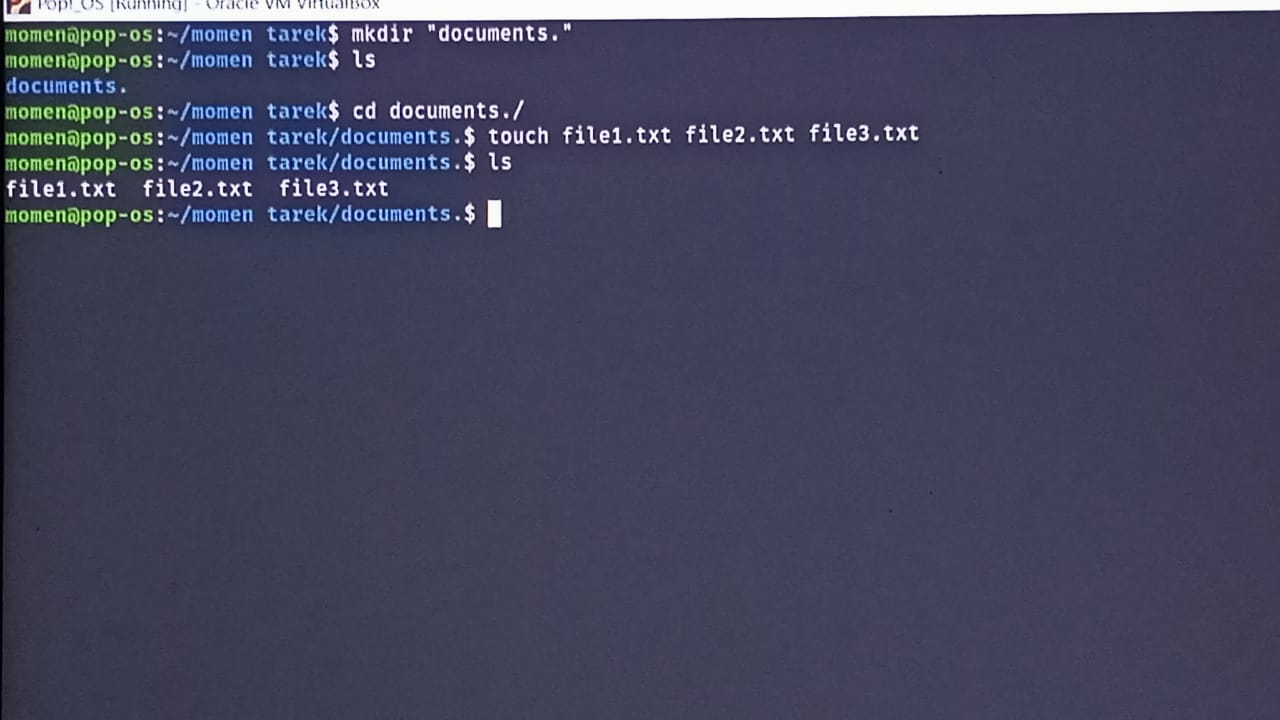 Pop!_OS [Running] - Oracle VM VirtualBox
momen@pop-os:~/momen tarek$ mkdir "documents."
momen@pop-os:~/momen tarek$ ls
documents.
momen@pop-os:~/momen tarek$ cd documents./
momen@pop-os:~/momen tarek/documents.$ touch file1.txt file2.txt file3.txt
momen@pop-os:~/momen tarek/documents.$ ls
file1.txt  file2.txt  file3.txt
momen@pop-os:~/momen tarek/documents.$